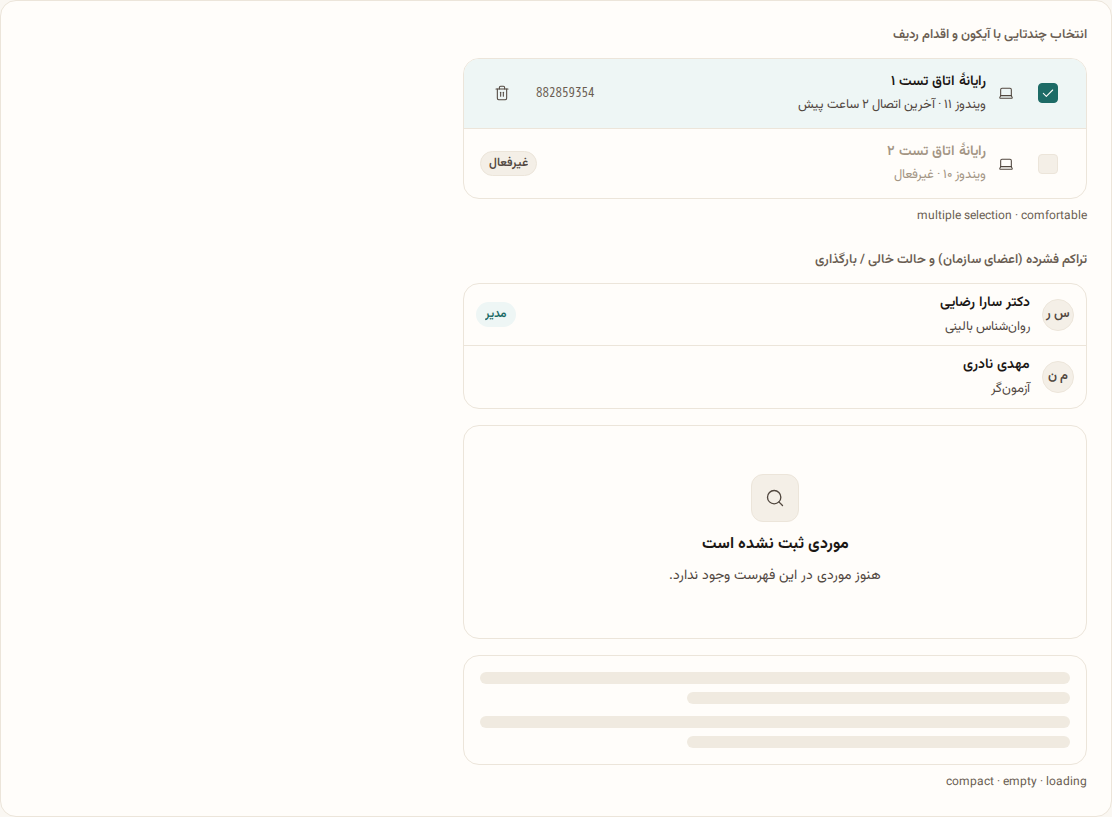 انتخاب چندتایی با آیکون و اقدام ردیف
رایانهٔ اتاق تست ۱
882859354
ویندوز ۱۱ · آخرین اتصال ۲ ساعت پیش
رایانهٔ اتاق تست ۲
غیرفعال
ویندوز ۱۰ · غیرفعال
multiple selection · comfortable
تراکم فشرده (اعضای سازمان) و حالت خالی / بارگذاری
س ر
دکتر سارا رضایی
مدیر
روان‌شناس بالینی
م ن
مهدی نادری
آزمون‌گر
موردی ثبت نشده است
هنوز موردی در این فهرست وجود ندارد.
compact · empty · loading